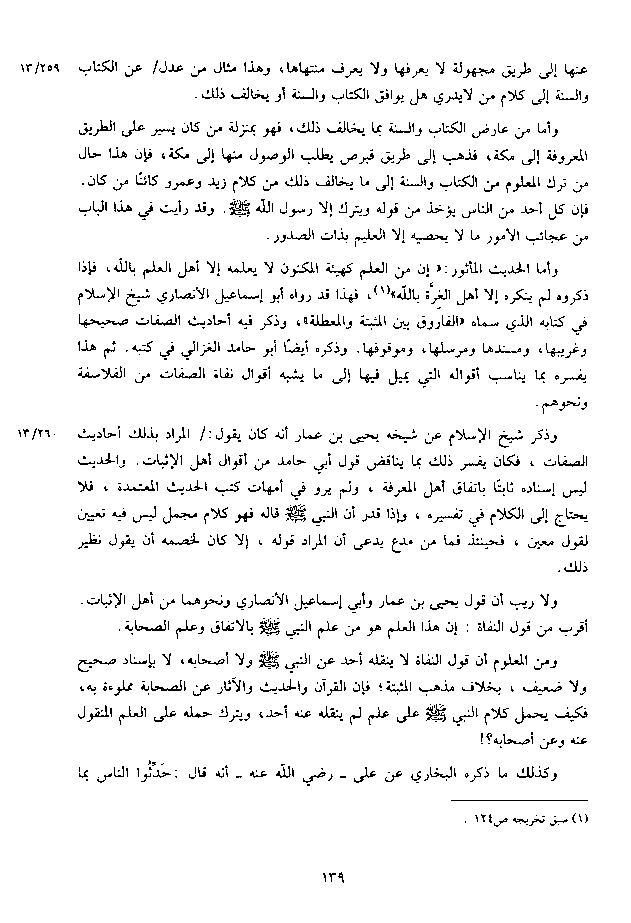 عنها إلى طريق مجهولة لا يعرفها ولا يعرف منتهاها، وهذا مثال من عدل/ عن الكتاب ١٣/٢٥٩
والسنة إلى كلام من لايدري هل يوافق الكتاب والسنة أو يخالف ذلك.
وأما من عارض الكتاب والسنة بما يخالف ذلك، فهو بمنزلة من كان يسير على الطريق
المعروفة إلى مكة، فذهب إلى طريق قبرص يطلب الوصول منها إلى مكة، فإن هذا حال
من ترك المعلوم من الكتاب والسنة إلى ما يخالف ذلك من كلام زيد وعمرو كائنًا من كان.
فإن كل أحد من الناس يؤخذ من قوله ويترك إلا رسول الله ﷺ. وقد رأيت في هذا الباب
من عجائب الأمور ما لا يحصيه إلا العليم بذات الصدور.
وأما الحديث المأثور:« إن من العلم كهيئة المكنون لا يعلمه إلا أهل العلم بالله، فإذا
ذكروه لم ينكره إلا أهل الغِرَّة بالله»(١)، فهذا قد رواه أبو إسماعيل الأنصاري شيخ الإسلام
في كتابه الذي سماه «الفاروق بين المثبتة والمعطلة»، وذكر فيه أحاديث الصفات صحيحها
وغريبها، ومسندها ومرسلها، وموقوفها. وذكره أيضًا أبو حامد الغزالي في كتبه. ثم هذا
يفسره بما يناسب أقواله التي يميل فيها إلى ما يشبه أقوال نفاة الصفات من الفلاسفة
ونحوهم.
وذكر شيخ الإسلام عن شيخه يحيى بن عمار أنه كان يقول:/ المراد بذلك أحاديث ١٣/٢٦٠
الصفات ، فكان يفسر ذلك بما يناقض قول أبي حامد من أقوال أهل الإثبات. والحديث
ليس إسناده ثابتًا باتفاق أهل المعرفة ، ولم يرو في أمهات كتب الحديث المعتمدة ، فلا
يحتاج إلى الكلام في تفسيره ، وإذا قدر أن النبي ﷺ قاله فهو كلام مجمل ليس فيه تعيين
لقول معين ، فحينئذ فما من مدع يدعى أن المراد قوله ، إلا كان لخصمه أن يقول نظير
ذلك.
ولا ريب أن قول يحيى بن عمار وأبي إسماعيل الأنصاري ونحوهما من أهل الإثبات.
أقرب من قول النفاة : إن هذا العلم هو من علم النبي ﷺ بالاتفاق وعلم الصحابة.
ومن المعلوم أن قول النفاة لا ينقله أحد عن النبي ﷺ ولا أصحابه، لا بإسناد صحيح
ولا ضعيف ، بخلاف مذهب المثبتة؛ فإن القرآن والحديث والآثار عن الصحابة مملوءة به،
فكيف يحمل كلام النبي ﷺ على علم لم ينقله عنه أحد، ويترك حمله على العلم المنقول
عنه وعن أصحابه؟!
وكذلك ما ذكره البخاري عن على ـ رضي الله عنه ـ أنه قال :حَدِّثُوا الناس بما
(١) سبق تخريجه ص١٢٤ .
١٣٩